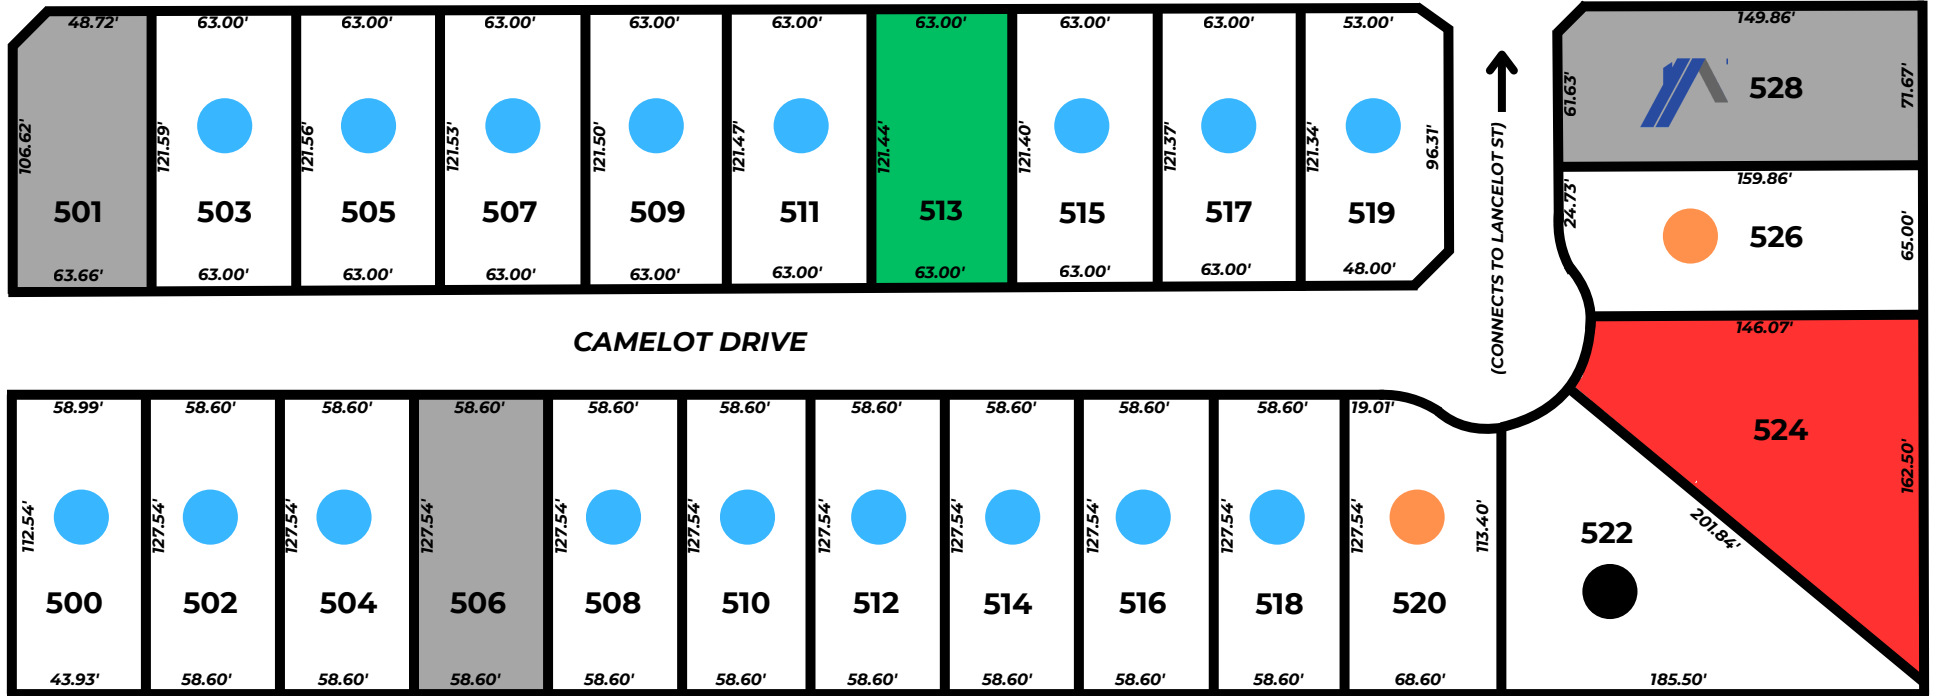 48.72' 63.00' 63.00' 63.00' 63.00' 63.00' 63.00' 63.00' 63.00' 53.00'
106.62' 121.59' 121.56' 121.53' 121.50' 121.47' 121.44' 121.40' 121.37' 121.34' 96.31'
501 503 505 507 509 511 513 515 517 519
63.66' 63.00' 63.00' 63.00' 63.00' 63.00' 63.00' 63.00' 63.00' 48.00'
CAMELOT DRIVE
(CONNECTS TO LANCELOT ST)
149.86'
61.63' 528 71.67'
159.86'
24.73' 526 65.00'
146.07'
524
162.50'
201.84'
58.99' 58.60' 58.60' 58.60' 58.60' 58.60' 58.60' 58.60' 58.60' 58.60' 19.01'
112.54' 127.54' 127.54' 127.54' 127.54' 127.54' 127.54' 127.54' 127.54' 127.54' 127.54' 113.40'
522
500 502 504 506 508 510 512 514 516 518 520
43.93' 58.60' 58.60' 58.60' 58.60' 58.60' 58.60' 58.60' 58.60' 58.60' 68.60' 185.50'